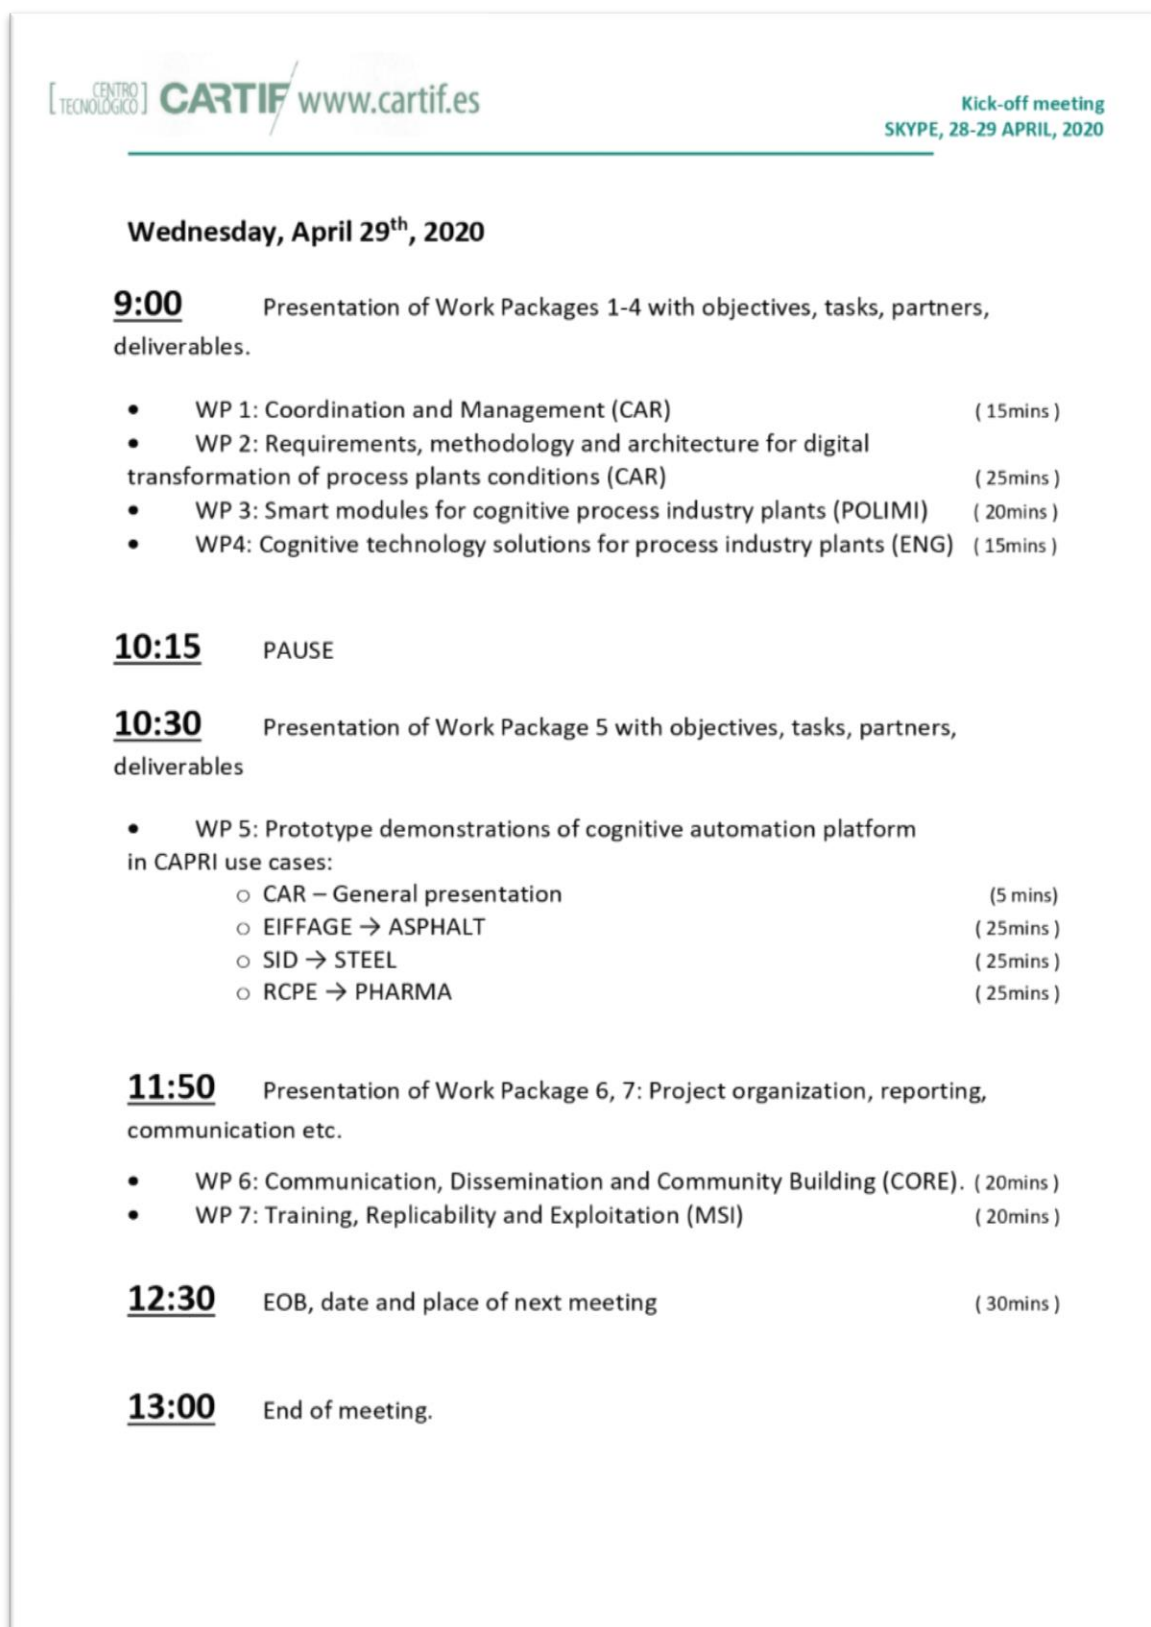 [CENTRO TECNOLÓGICO] CARTIF www.cartif.es
Kick-off meeting
SKYPE, 28-29 APRIL, 2020
Wednesday, April 29th, 2020
9:00 Presentation of Work Packages 1-4 with objectives, tasks, partners,
deliverables.
• WP 1: Coordination and Management (CAR) ( 15mins )
• WP 2: Requirements, methodology and architecture for digital
transformation of process plants conditions (CAR) ( 25mins )
• WP 3: Smart modules for cognitive process industry plants (POLIMI) ( 20mins )
• WP4: Cognitive technology solutions for process industry plants (ENG) ( 15mins )
10:15 PAUSE
10:30 Presentation of Work Package 5 with objectives, tasks, partners,
deliverables
• WP 5: Prototype demonstrations of cognitive automation platform
in CAPRI use cases:
o CAR – General presentation (5 mins)
o EIFFAGE → ASPHALT ( 25mins )
o SID → STEEL ( 25mins )
o RCPE → PHARMA ( 25mins )
11:50 Presentation of Work Package 6, 7: Project organization, reporting,
communication etc.
• WP 6: Communication, Dissemination and Community Building (CORE). ( 20mins )
• WP 7: Training, Replicability and Exploitation (MSI) ( 20mins )
12:30 EOB, date and place of next meeting ( 30mins )
13:00 End of meeting.